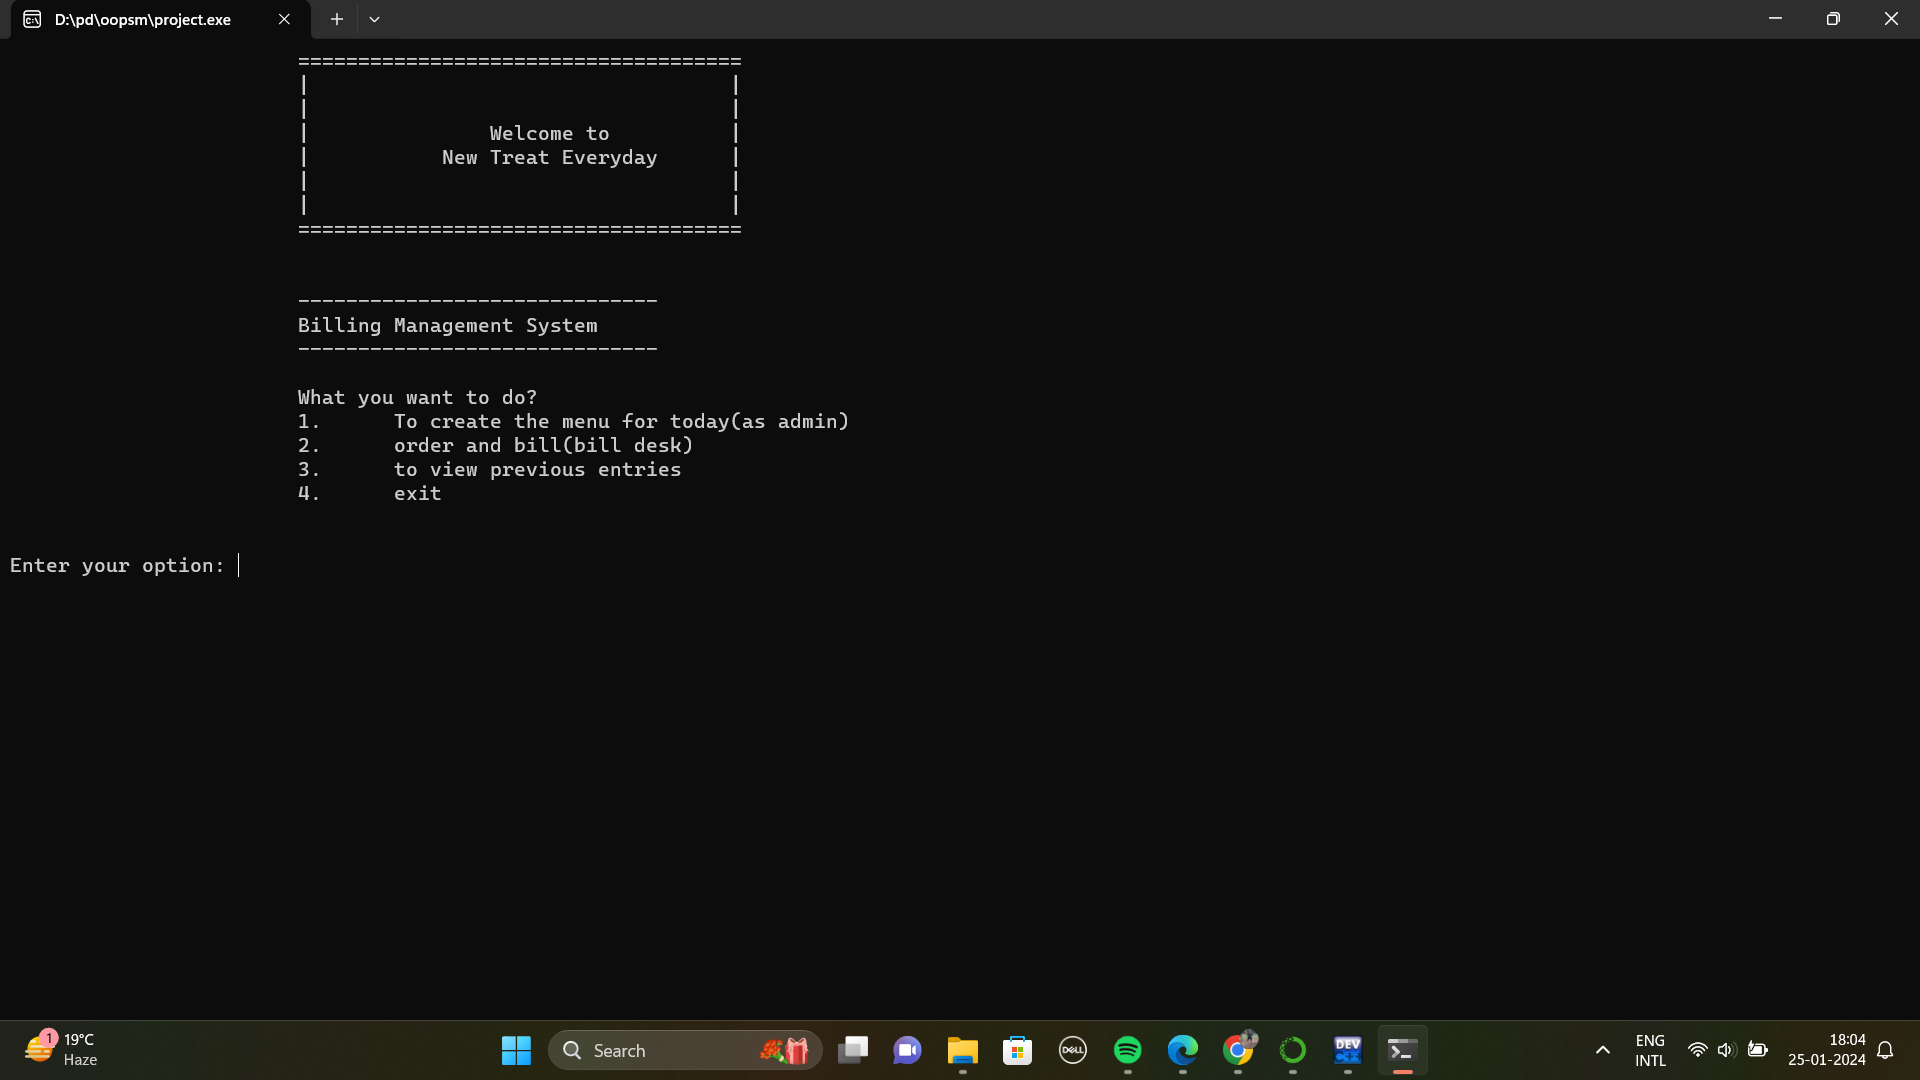 D:\pd\oopsm\project.exe
=====================================
|                                   |
|                                   |
|               Welcome to          |
|           New Treat Everyday      |
|                                   |
|                                   |
=====================================
------------------------------
Billing Management System
------------------------------
What you want to do?
1.      To create the menu for today(as admin)
2.      order and bill(bill desk)
3.      to view previous entries
4.      exit
Enter your option:
1
19°C
Haze
Search
DELL
DEV
C++
ENG
INTL
18:04
25-01-2024